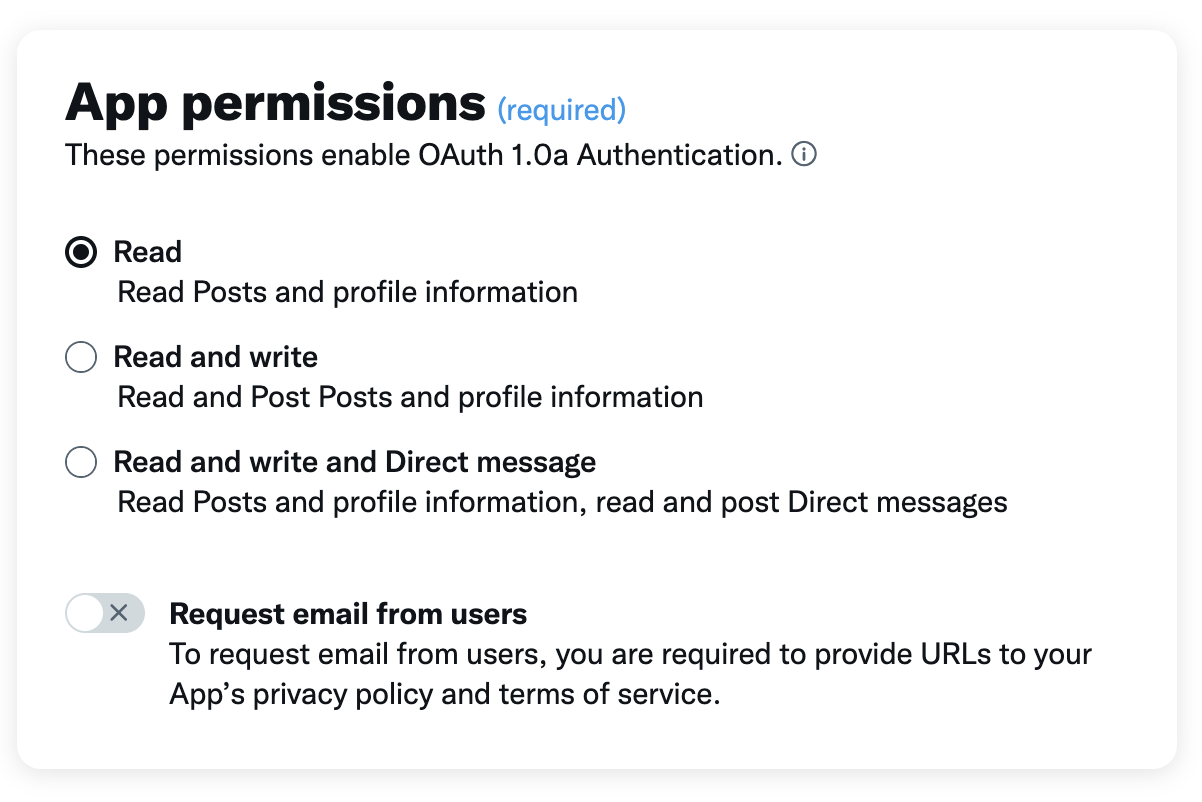 App permissions (required)
These permissions enable OAuth 1.0a Authentication.
Read
Read Posts and profile information
Read and write
Read and Post Posts and profile information
Read and write and Direct message
Read Posts and profile information, read and post Direct messages
Request email from users
To request email from users, you are required to provide URLs to your
App’s privacy policy and terms of service.